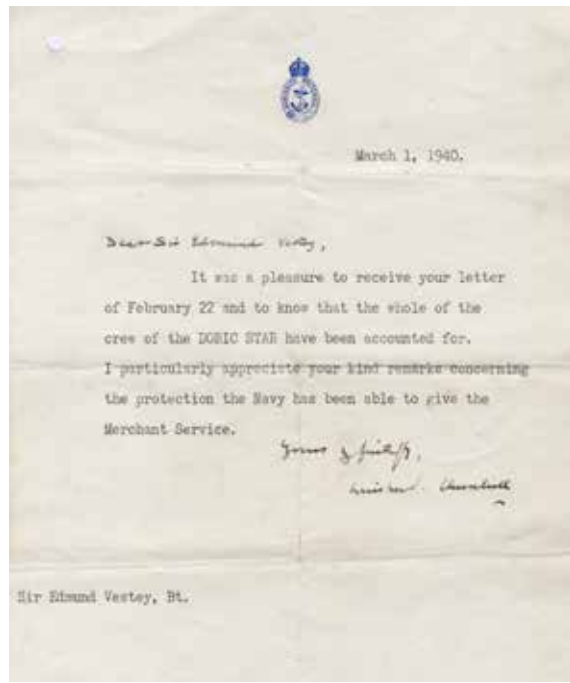 March 1, 1940.
Dear Sir Edmund Vestey,
It was a pleasure to receive your letter
of February 22 and to know that the whole of the
crew of the DORIC STAR have been accounted for.
I particularly appreciate your kind remarks concerning
the protection the Navy has been able to give the
Merchant Service.
Yours
Winston Churchill
Sir Edmund Vestey, Bt.